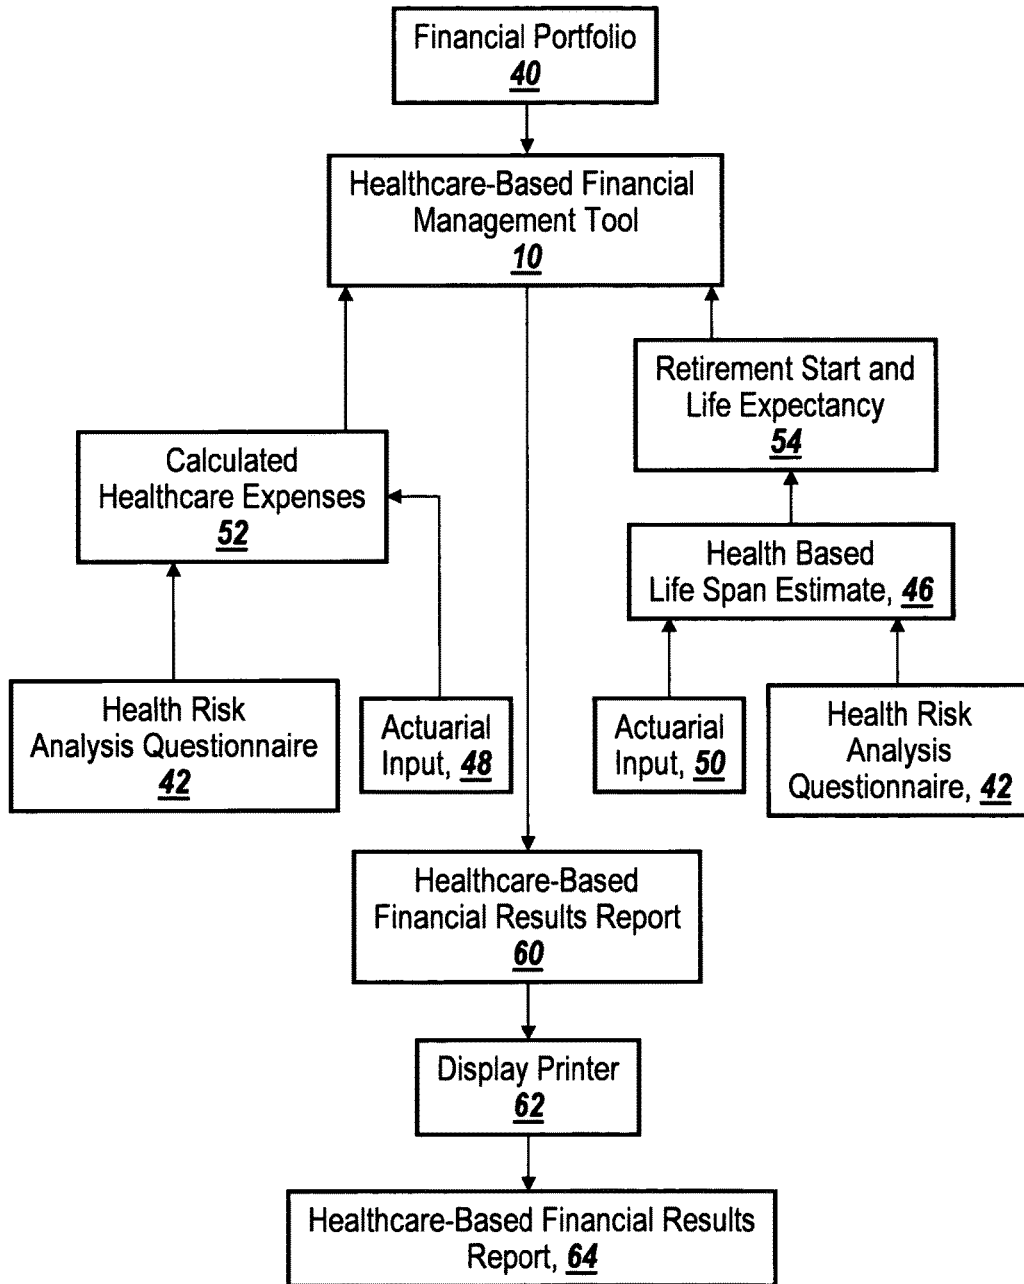 Financial Portfolio
40
Healthcare-Based Financial
Management Tool
10
Retirement Start and
Life Expectancy
54
Calculated
Healthcare Expenses
52
Health Based
Life Span Estimate, 46
Health Risk
Analysis Questionnaire
42
Actuarial
Input, 48
Actuarial
Input, 50
Health Risk
Analysis
Questionnaire, 42
Healthcare-Based
Financial Results Report
60
Display Printer
62
Healthcare-Based Financial Results
Report, 64